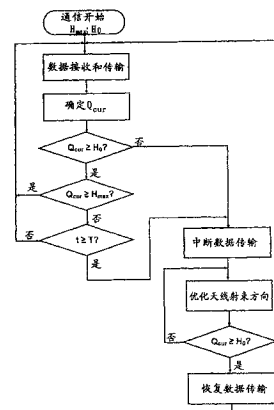 通信开始
Hmax; H0
数据接收和传输
确定Qcur
Qcur ≥ H0?
否
是
Qcur ≥ Hmax?
是
否
t ≥ T?
否
是
中断数据传输
优化天线射束方向
Qcur ≥ H0?
否
是
恢复数据传输